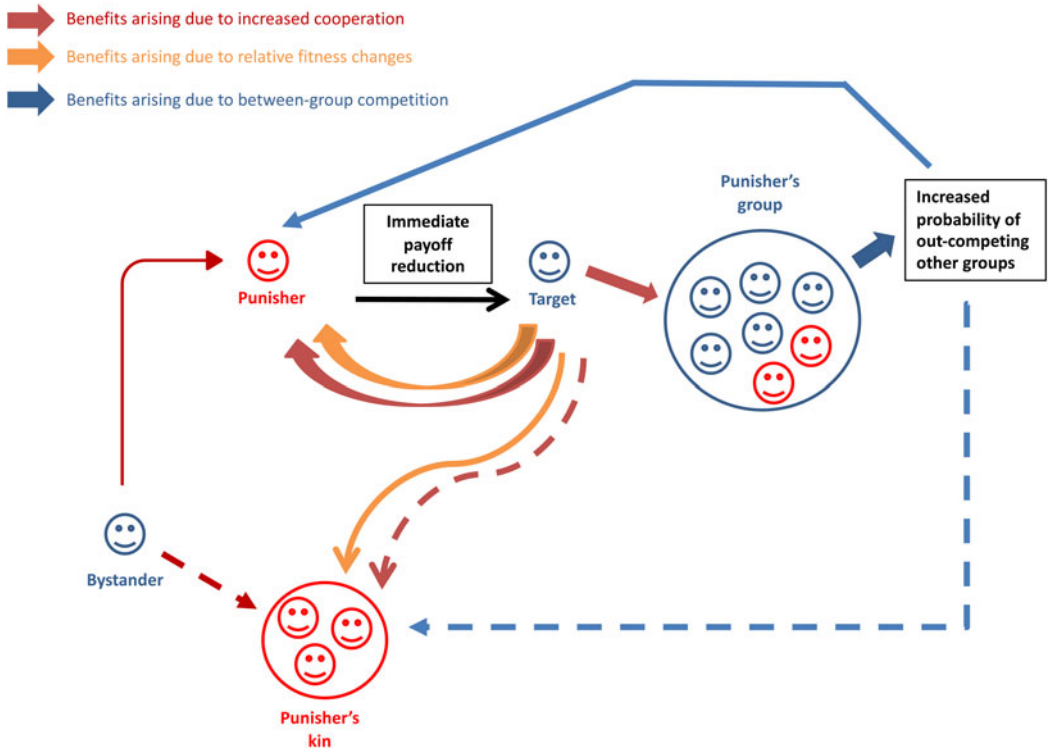 Benefits arising due to increased cooperation
Benefits arising due to relative fitness changes
Benefits arising due to between-group competition
Punisher's
group
Increased
probability of
out-competing
other groups
Immediate
payoff
reduction
Punisher
Target
Bystander
Punisher's
kin